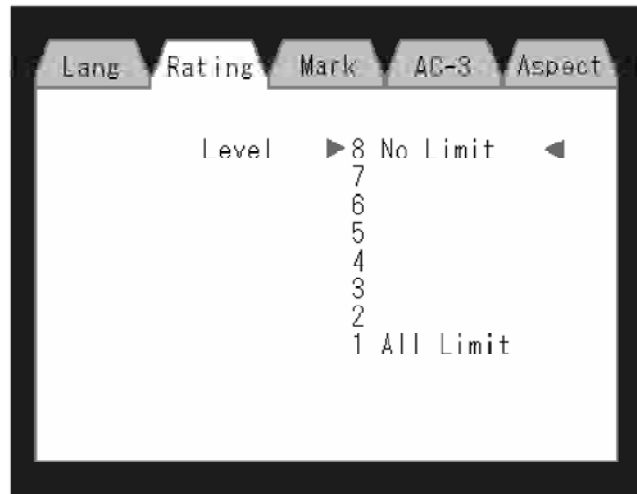 Lang Rating Mark AC-3 Aspect
Level ▶ 8 No Limit ◀
7
6
5
4
3
2
1 All Limit